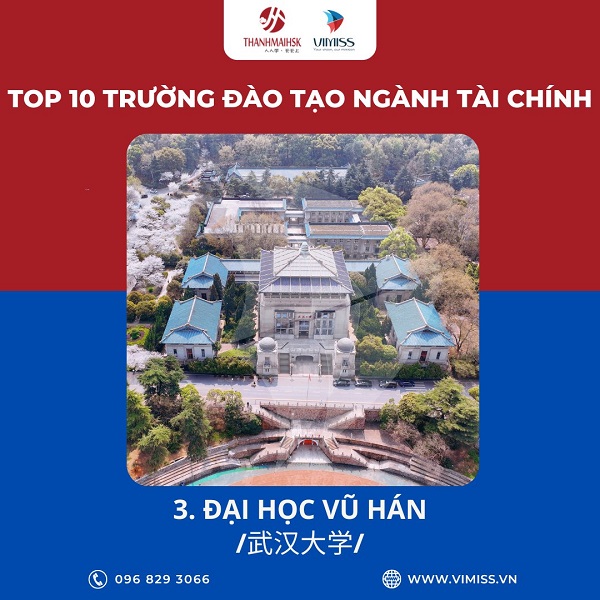 THANHMAIHSK
VIMISS
TOP 10 TRƯỜNG ĐÀO TẠO NGÀNH TÀI CHÍNH
3. ĐẠI HỌC VŨ HÁN
/武汉大学/
096 829 3066
WWW.VIMISS.VN